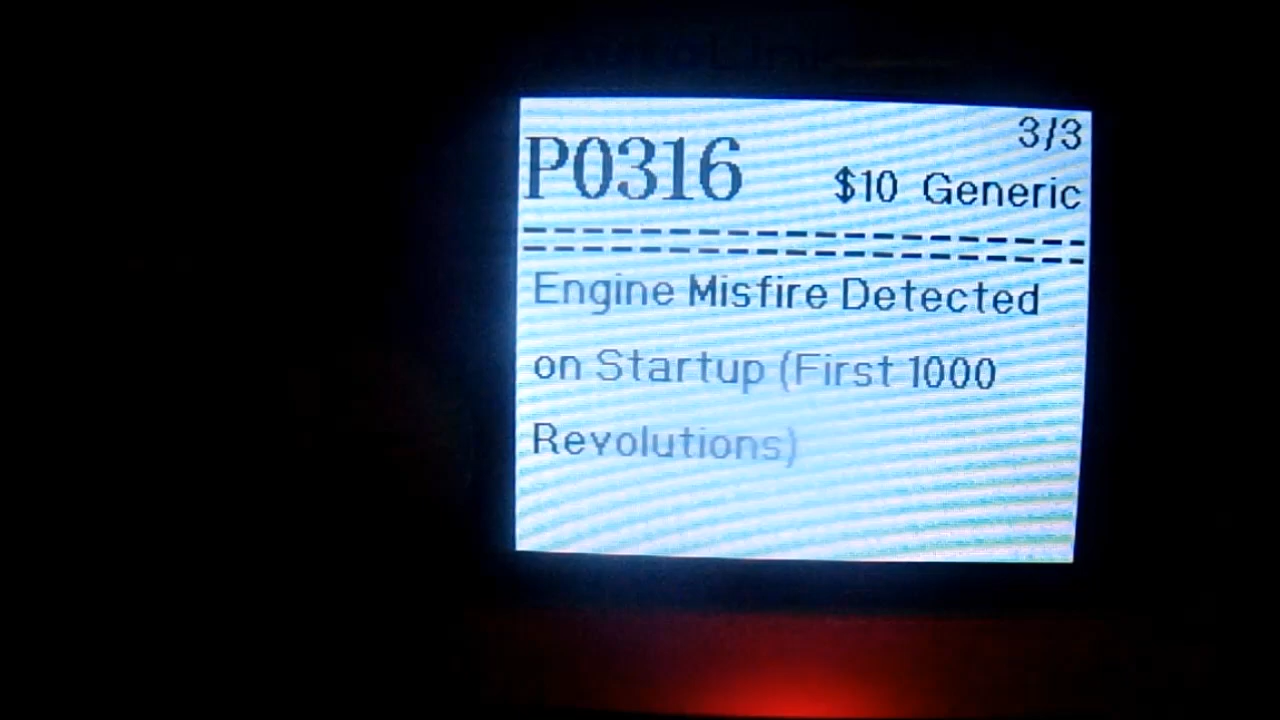 3/3
P0316 $10 Generic
Engine Misfire Detected
on Startup (First 1000
Revolutions)